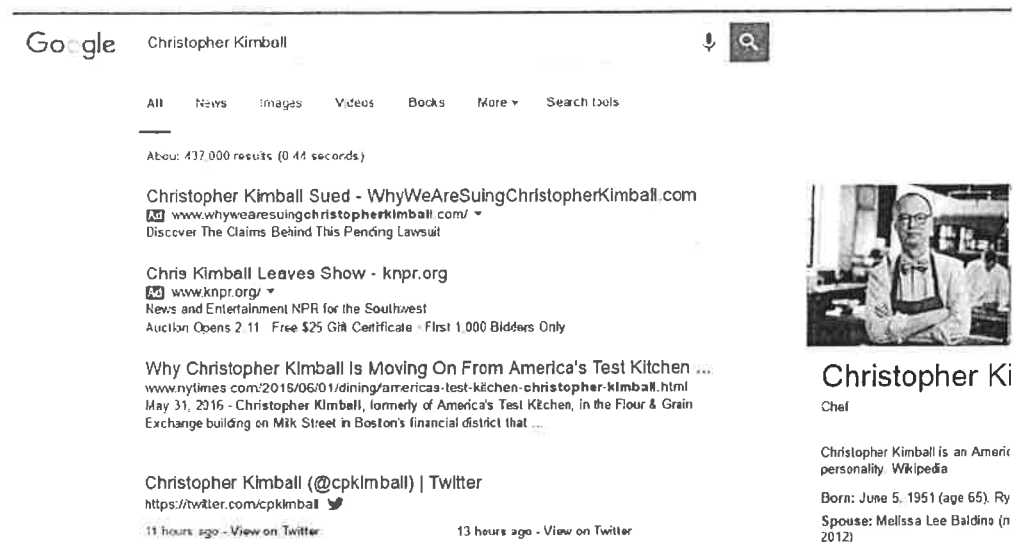 Google
Christopher Kimball
All News Images Videos Books More Search tools
About 437,000 results (0.44 seconds)
Christopher Kimball Sued - WhyWeAreSuingChristopherKimball.com
Ad www.whywearesuingchristopherkimball.com/
Discover The Claims Behind This Pending Lawsuit
Chris Kimball Leaves Show - knpr.org
Ad www.knpr.org/
News and Entertainment NPR for the Southwest
Auction Opens 2 11 Free $25 Gift Certificate - First 1,000 Bidders Only
Why Christopher Kimball Is Moving On From America's Test Kitchen ...
www.nytimes.com/2016/06/01/dining/americas-test-kitchen-christopher-kimball.html
May 31, 2016 - Christopher Kimball, formerly of America's Test Kitchen, in the Flour & Grain
Exchange building on Milk Street in Boston's financial district that ...
Christopher Kimball (@cpkimball) | Twitter
https://twitter.com/cpkimball
11 hours ago - View on Twitter
13 hours ago - View on Twitter
Christopher Ki
Chef
Christopher Kimball is an Americ
personality. Wikipedia
Born: June 5, 1951 (age 65), Ry
Spouse: Melissa Lee Baldino (m
2012)